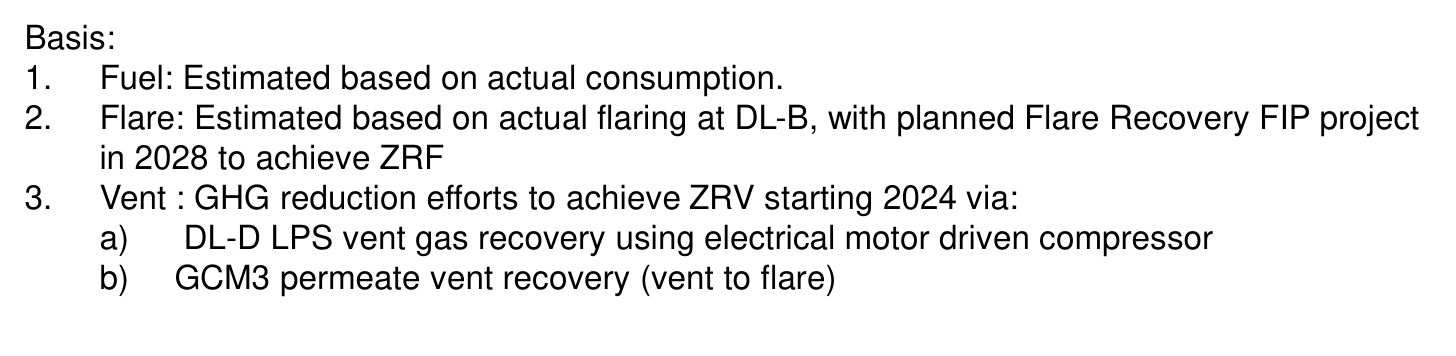 Basis:
1. Fuel: Estimated based on actual consumption.
2. Flare: Estimated based on actual flaring at DL-B, with planned Flare Recovery FIP project
in 2028 to achieve ZRF
3. Vent : GHG reduction efforts to achieve ZRV starting 2024 via:
a) DL-D LPS vent gas recovery using electrical motor driven compressor
b) GCM3 permeate vent recovery (vent to flare)